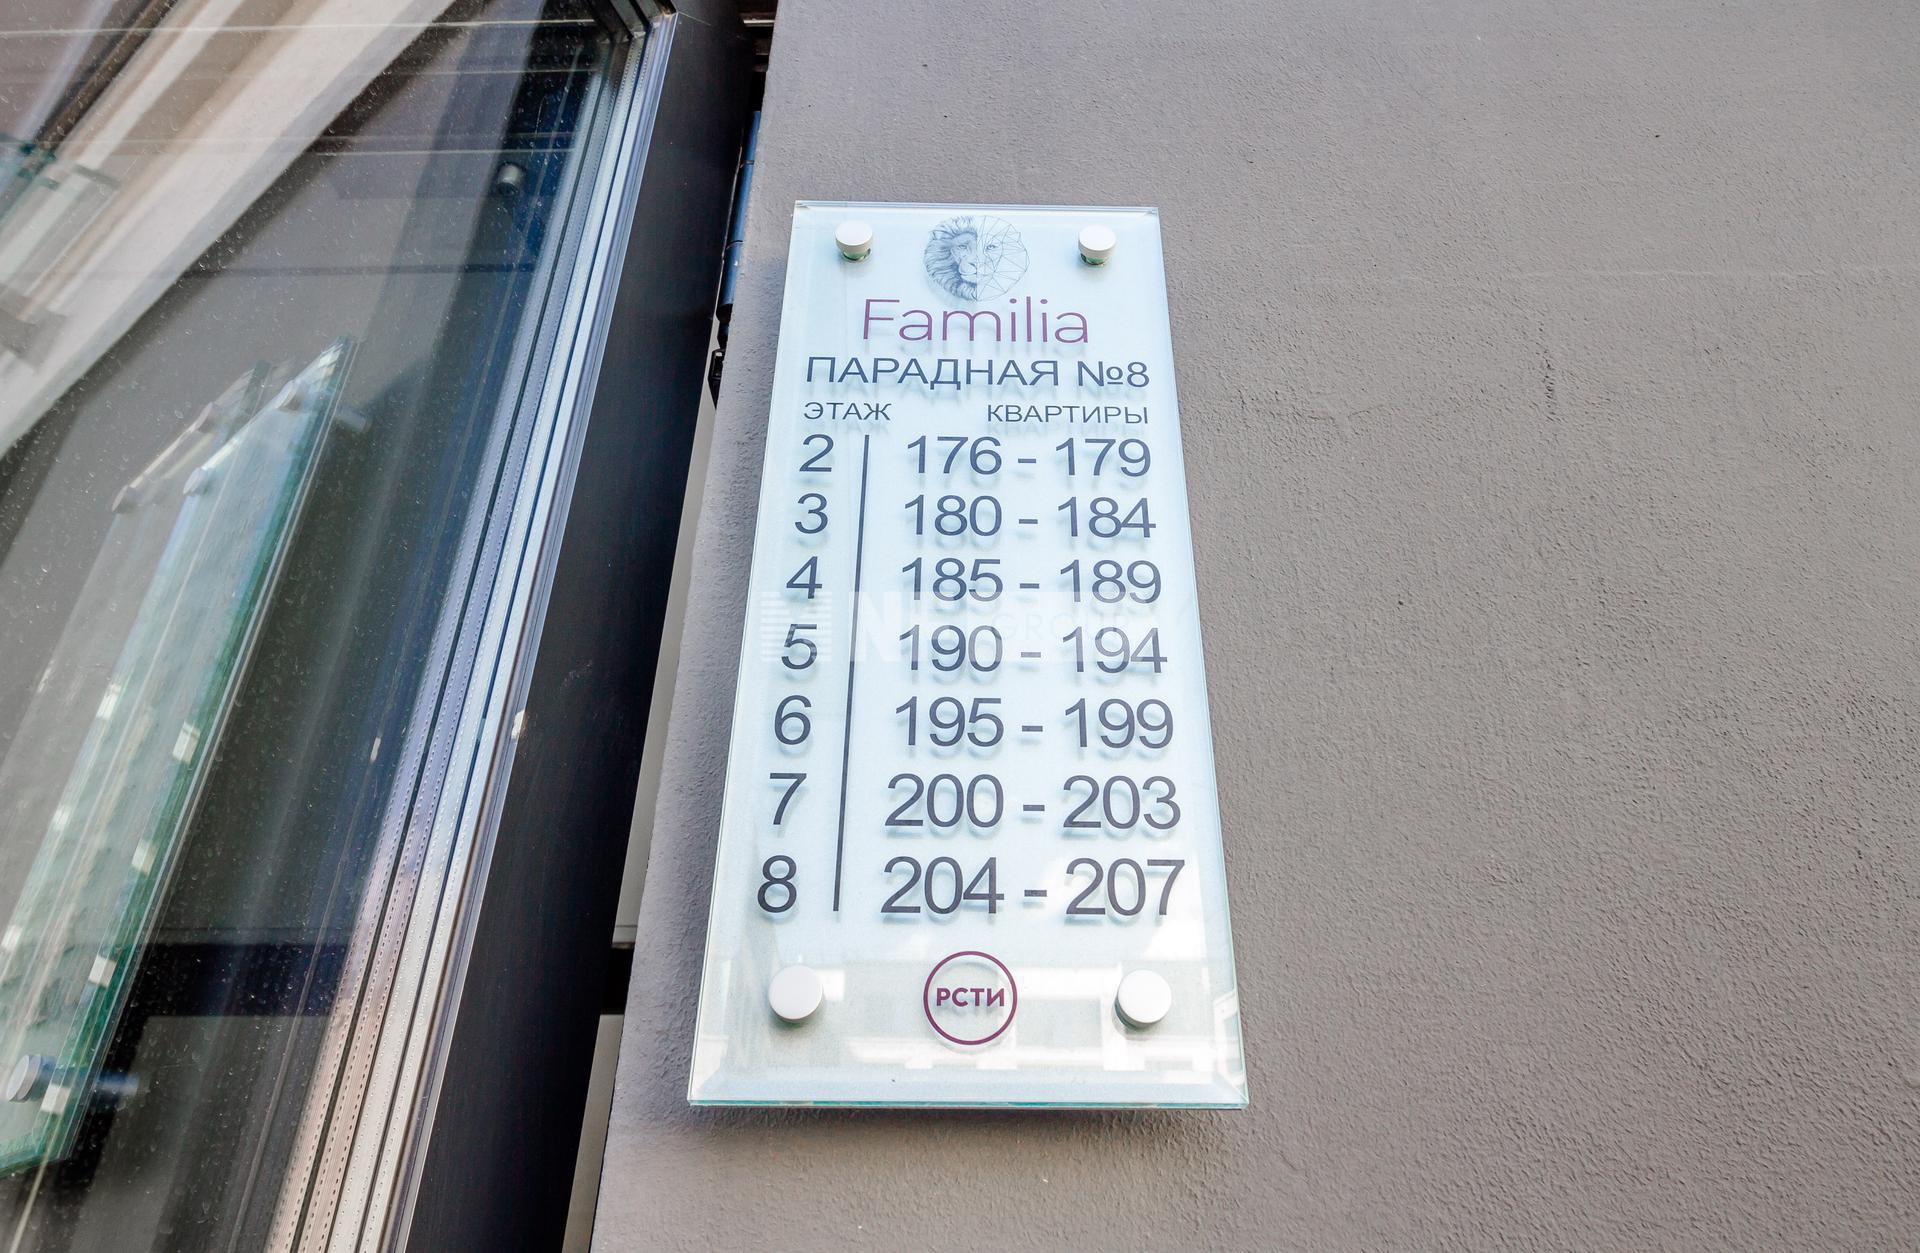 Familia
ПАРАДНАЯ №8
ЭТАЖ КВАРТИРЫ
2 176 - 179
3 180 - 184
4 185 - 189
5 190 - 194
6 195 - 199
7 200 - 203
8 204 - 207
РСТИ